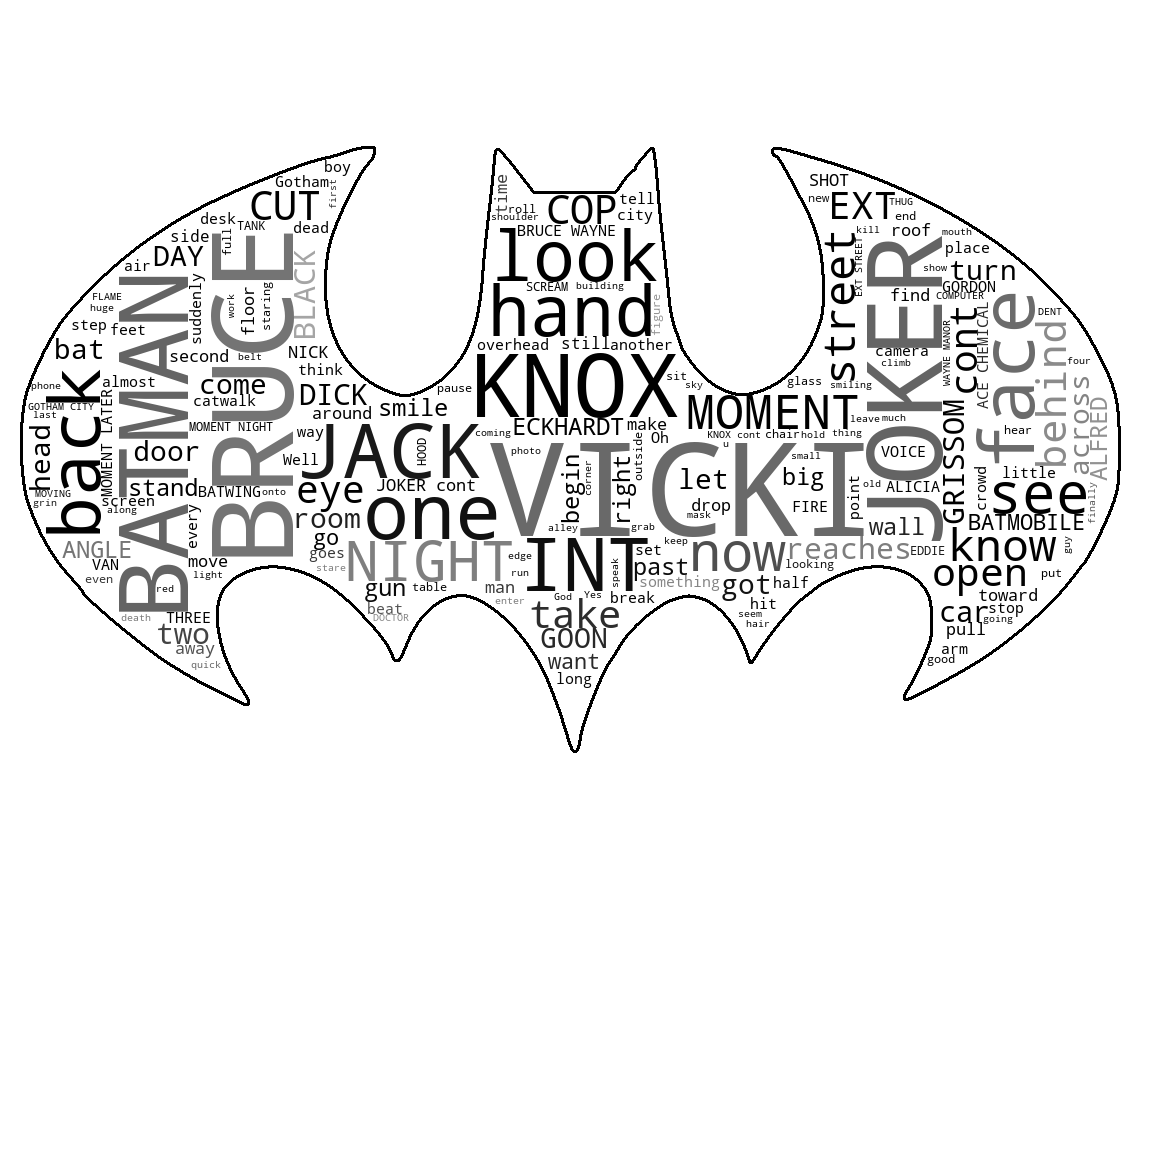 boy
Gotham
first
CUT
desk
TANK
dead
side
full
DAY
air
BRUCE
BLACK
suddenly
FLAME
huge
work
floor
staring
step
feet
BATMAN
bat
second
belt
NICK
think
phone
almost
come
catwalk
DICK
around
back
GOTHAM CITY
last
MOMENT LATER
MOMENT NIGHT
way
head
door
Well
JACK
HOOD
MOVING
grin
stand
screen
along
BATWING
onto
eye
JOKER cont
every
room
one
go
goes
stare
ANGLE
VAN
even
move
light
red
NIGHT
gun
table
beat
DOCTOR
death
THREE
two
away
quick
time
roll
shoulder
COP
tell
city
BRUCE WAYNE
look
SCREAM
building
hand
figure
overhead
still
another
KNOX
sit
sky
pause
smile
coming
ECKHARDT
make
Oh
photo
VICKI
begin
corner
right
outside
alley
grab
INT
edge
run
man
enter
speak
God
Yes
break
set
keep
past
something
take
GOON
want
long
SHOT
new
EXT
THUG
end
kill
roof
mouth
place
street
EXT STREET
JOKER
show
turn
GORDON
find
COMPUTER
DENT
camera
climb
glass
smiling
WAYNE MANOR
cont
ACE CHEMICAL
face
behind
four
across
ALFRED
MOMENT
leave
much
KNOX cont
chair
hold
thing
u
VOICE
small
let
big
drop
mask
FIRE
point
old
ALICIA
GRISSOM
crowd
hear
little
see
finally
BATMOBILE
wall
EDDIE
now
reaches
looking
got
half
hit
seem
hair
know
guy
open
put
toward
car
stop
going
pull
arm
good